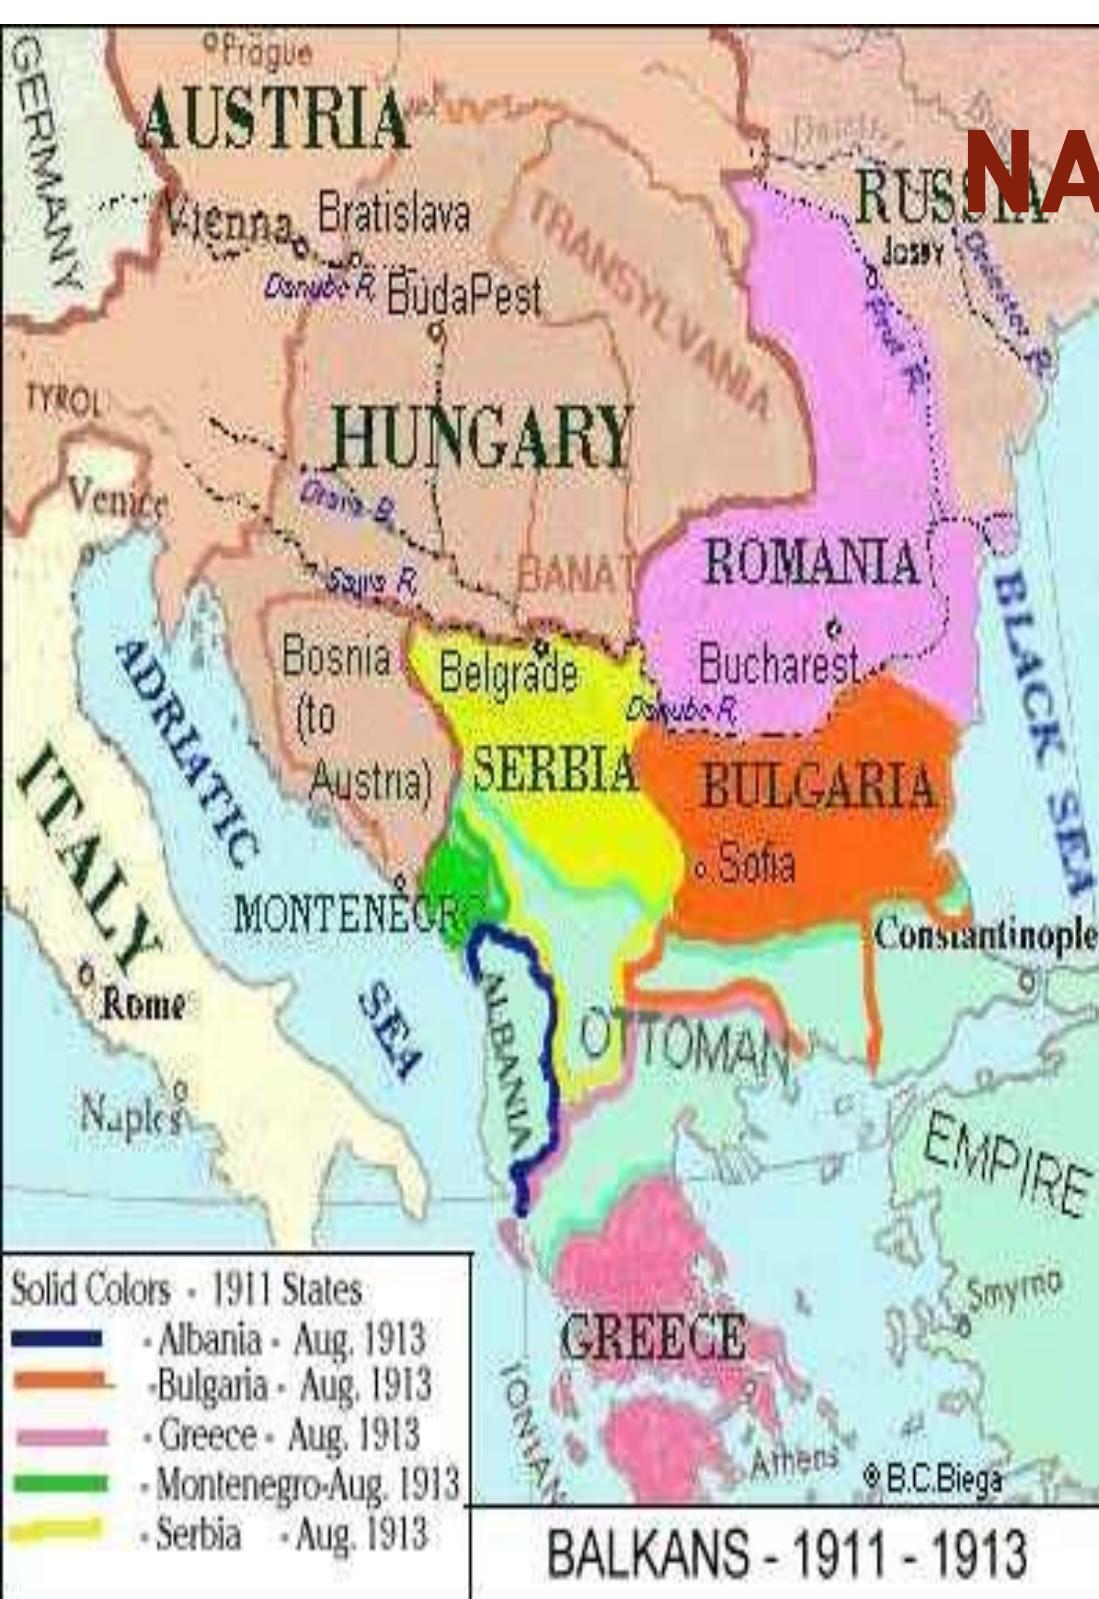 GERMANY
Prague
AUSTRIA
NA
RUSSIA
Vienna
Bratislava
Jassy
Dniester R.
Danube R.
BudaPest
TRANSYLVANIA
Prut R.
TYROL
HUNGARY
Venice
BANAT
ROMANIA
BLACK SEA
Bosnia
(to
Austria)
Belgrade
Bucharest
Danube R.
ADRIATIC
SEA
ITALY
SERBIA
BULGARIA
Sofia
MONTENEGRO
Constantinople
Rome
ALBANIA
OTTOMAN
EMPIRE
Naples
Smyrna
GREECE
IONIAN
Athens
B.C.Biega
Solid Colors - 1911 States
- Albania - Aug. 1913
-Bulgaria - Aug. 1913
- Greece - Aug. 1913
- Montenegro-Aug. 1913
- Serbia - Aug. 1913
BALKANS - 1911 - 1913